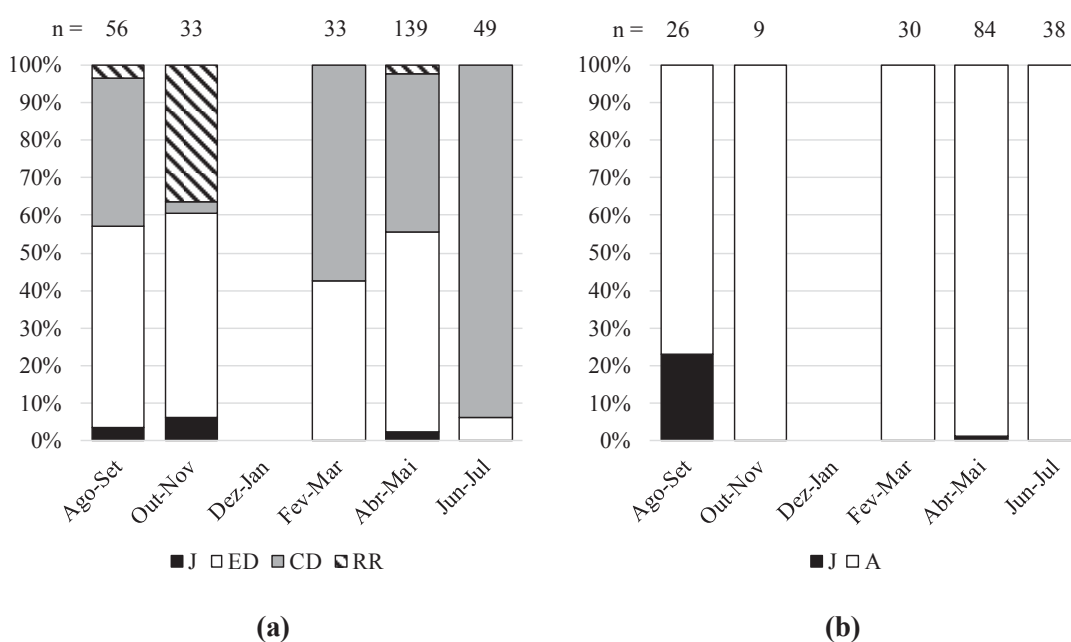 n = 56 33 33 139 49
100%
90%
80%
70%
60%
50%
40%
30%
20%
10%
0%
Ago-Set Out-Nov Dez-Jan Fev-Mar Abr-Mai Jun-Jul
J ED CD RR
(a)
n = 26 9 30 84 38
100%
90%
80%
70%
60%
50%
40%
30%
20%
10%
0%
Ago-Set Out-Nov Dez-Jan Fev-Mar Abr-Mai Jun-Jul
J A
(b)